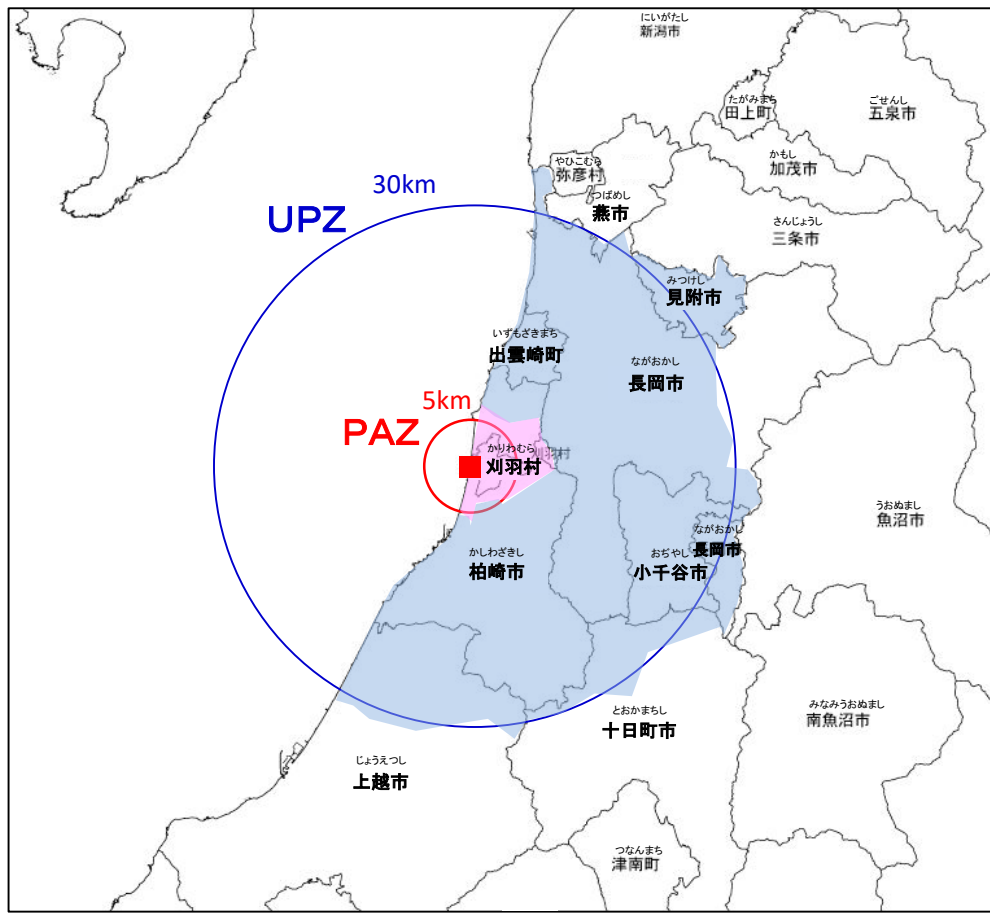 にいがたし
新潟市
たがみまち
田上町
ごせんし
五泉市
やひこむら
弥彦村
かもし
加茂市
30km
つばめし
燕市
UPZ
さんじょうし
三条市
みつけし
見附市
いずもざきまち
出雲崎町
ながおかし
長岡市
5km
PAZ
かりわむら
刈羽村
刈羽村
うおぬまし
魚沼市
ながおかし
長岡市
かしわざきし
柏崎市
おぢやし
小千谷市
とおかまちし
十日町市
みなみうおぬまし
南魚沼市
じょうえつし
上越市
つなんまち
津南町